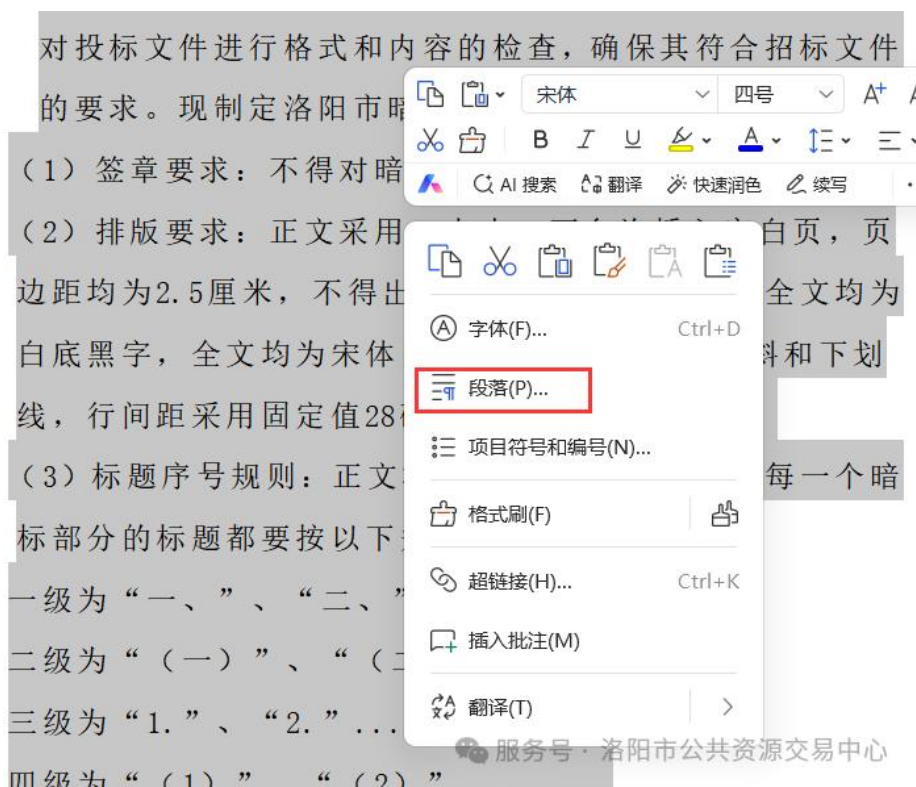 对投标文件进行格式和内容的检查，确保其符合招标文件
的要求。现制定洛阳市暗
（1）签章要求：不得对暗
（2）排版要求：正文采用 白页，页
边距均为2.5厘米，不得出 全文均为
白底黑字，全文均为宋体 和下划
线，行间距采用固定值28
（3）标题序号规则：正文 每一个暗
标部分的标题都要按以下
一级为“一、”、“二、”
二级为“（一）”、“（二
三级为“1.”、“2.”...
四级为“（1）”、“（2）”
宋体 四号 A+
B I U A
AI 搜索 翻译 快速润色 续写
字体(F)... Ctrl+D
段落(P)...
项目符号和编号(N)...
格式刷(F)
超链接(H)... Ctrl+K
插入批注(M)
翻译(T)
服务号 · 洛阳市公共资源交易中心